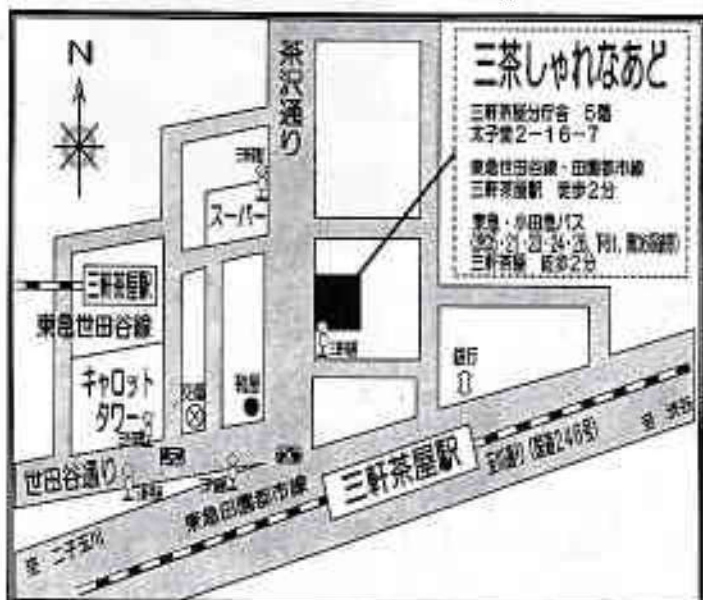 N
茶沢通り
三茶しゃれなあど
三軒茶屋分庁舎 5階
太子堂2-16-7
東急世田谷線・田園都市線
三軒茶屋駅 徒歩2分
東急・小田急バス
三軒茶屋 徒歩2分
スーパー
三軒茶屋駅
東急世田谷線
キャロット
タワー
交番
銀行
世田谷通り
東急田園都市線
三軒茶屋駅
玉川通り(国道246号)
至 渋谷
至 二子玉川